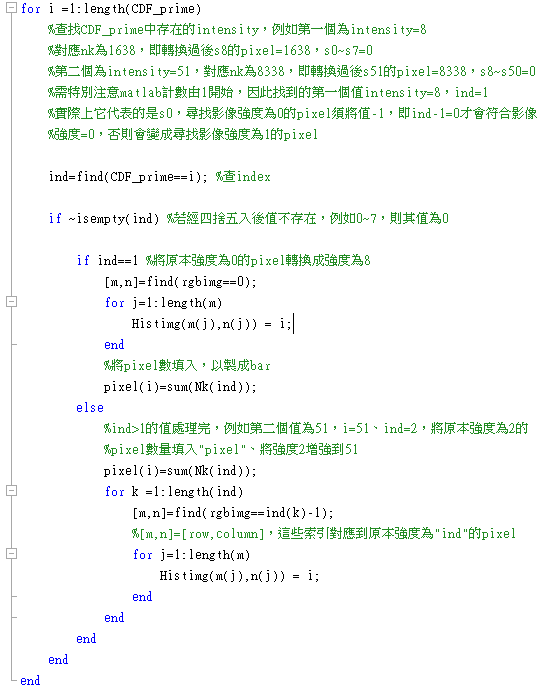 for i =1:length(CDF_prime)
%查找CDF_prime中存在的intensity，例如第一個為intensity=8
%對應nk為1638，即轉換過後s8的pixel=1638，s0~s7=0
%第二個為intensity=51，對應nk為8338，即轉換過後s51的pixel=8338，s8~s50=0
%需特別注意matlab計數由1開始，因此找到的第一個值intensity=8，ind=1
%實際上它代表的是s0，尋找影像強度為0的pixel須將值-1，即ind-1=0才會符合影像
%強度=0，否則會變成尋找影像強度為1的pixel
ind=find(CDF_prime==i); %查index
if ~isempty(ind) %若經四捨五入後值不存在，例如0~7，則其值為0
if ind==1 %將原本強度為0的pixel轉換成強度為8
[m,n]=find(rgbimg==0);
for j=1:length(m)
Histimg(m(j),n(j)) = i;
end
%將pixel數填入，以製成bar
pixel(i)=sum(Nk(ind));
else
%ind>1的值處理完，例如第二個值為51，i=51、ind=2，將原本強度為2的
%pixel數量填入"pixel"、將強度2增強到51
pixel(i)=sum(Nk(ind));
for k =1:length(ind)
[m,n]=find(rgbimg==ind(k)-1);
%[m,n]=[row,column]，這些索引對應到原本強度為"ind"的pixel
for j=1:length(m)
Histimg(m(j),n(j)) = i;
end
end
end
end
end